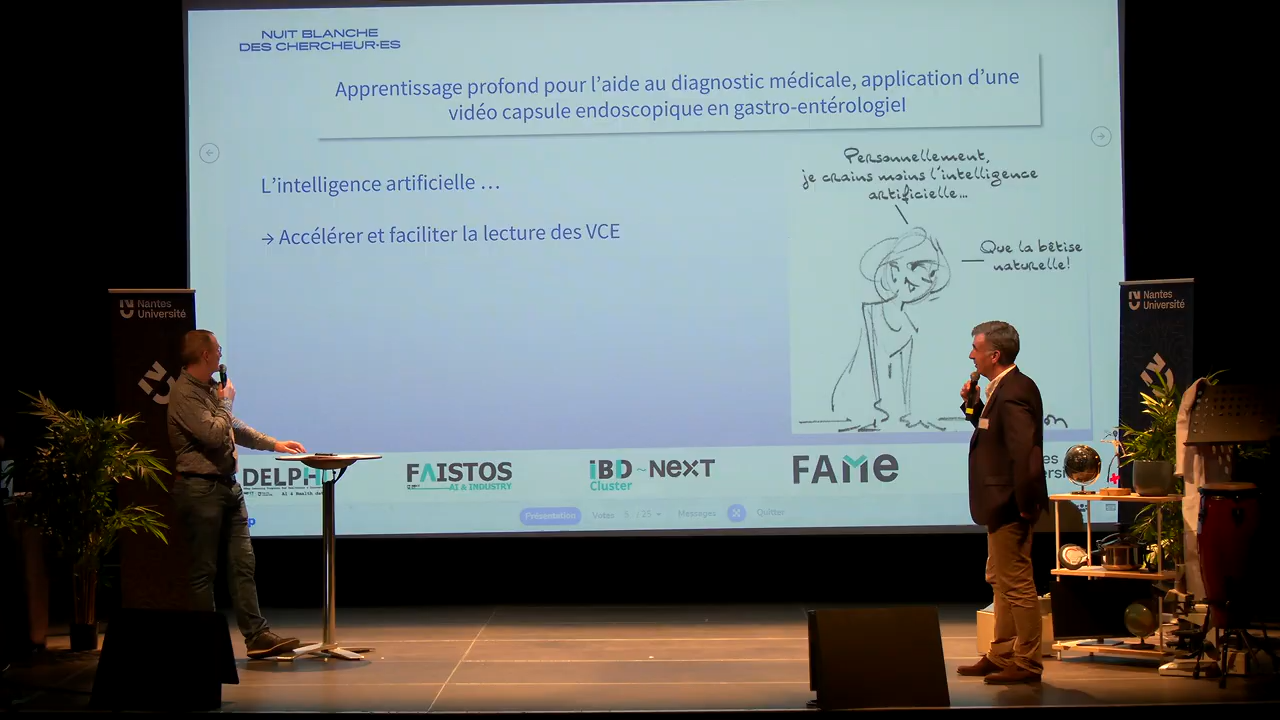 NUIT BLANCHE
DES CHERCHEUR·ES
Apprentissage profond pour l'aide au diagnostic médicale, application d'une
vidéo capsule endoscopique en gastro-entérologiel
L'intelligence artificielle …
→ Accélérer et faciliter la lecture des VCE
Personnellement,
je crains moins l'intelligence
artificielle...
Que la bêtise
naturelle!
Nantes
Université
Nantes
Université
DELPH
FAISTOS
AI & INDUSTRY
iBD ~ NexT
Cluster
FAMe
Présentation
Votes
5 / 25
Messages
Quitter